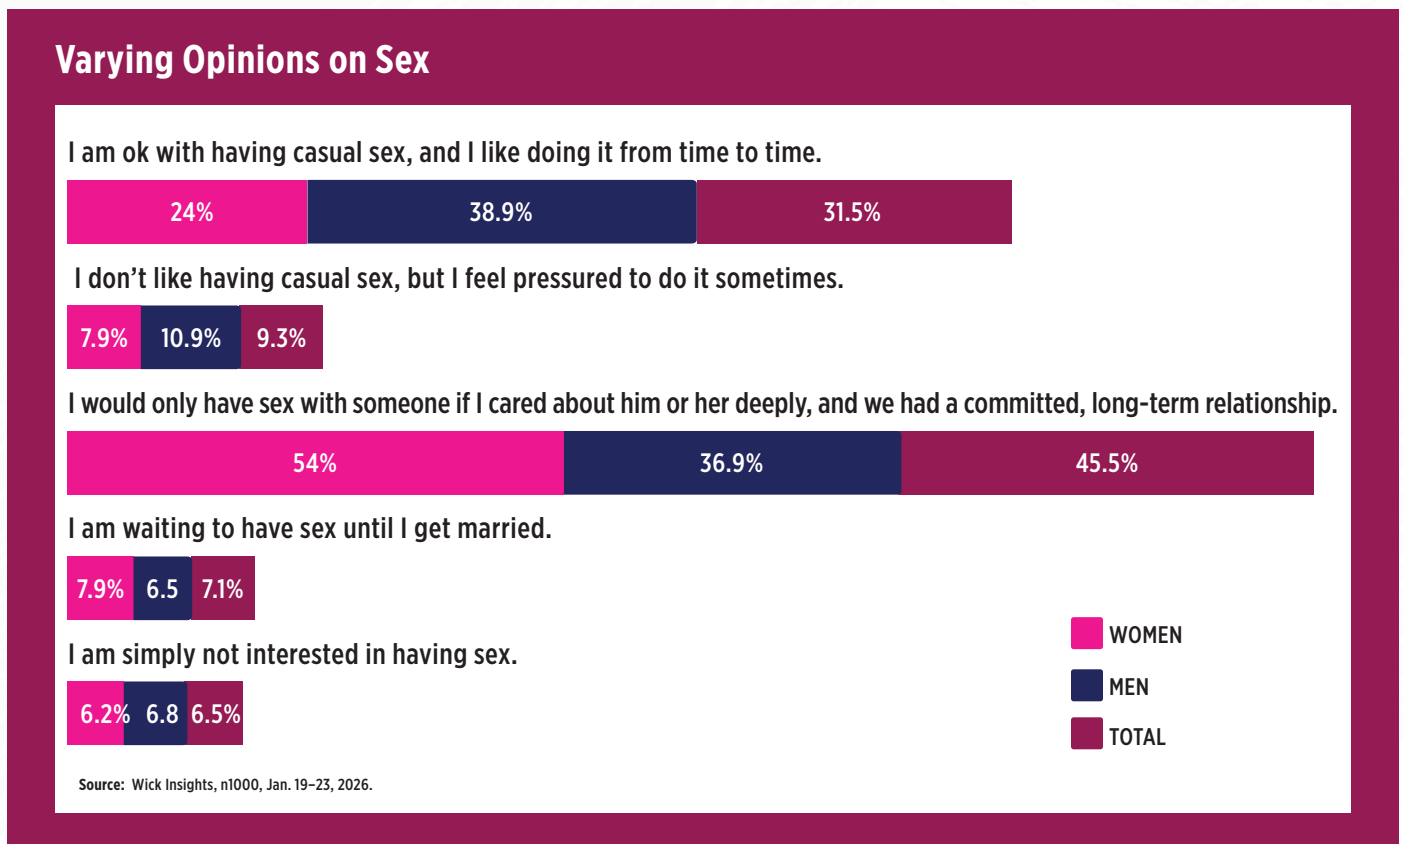 Varying Opinions on Sex
I am ok with having casual sex, and I like doing it from time to time.
24% 38.9% 31.5%
I don’t like having casual sex, but I feel pressured to do it sometimes.
7.9% 10.9% 9.3%
I would only have sex with someone if I cared about him or her deeply, and we had a committed, long-term relationship.
54% 36.9% 45.5%
I am waiting to have sex until I get married.
7.9% 6.5 7.1%
I am simply not interested in having sex.
6.2% 6.8 6.5%
WOMEN
MEN
TOTAL
Source: Wick Insights, n1000, Jan. 19–23, 2026.